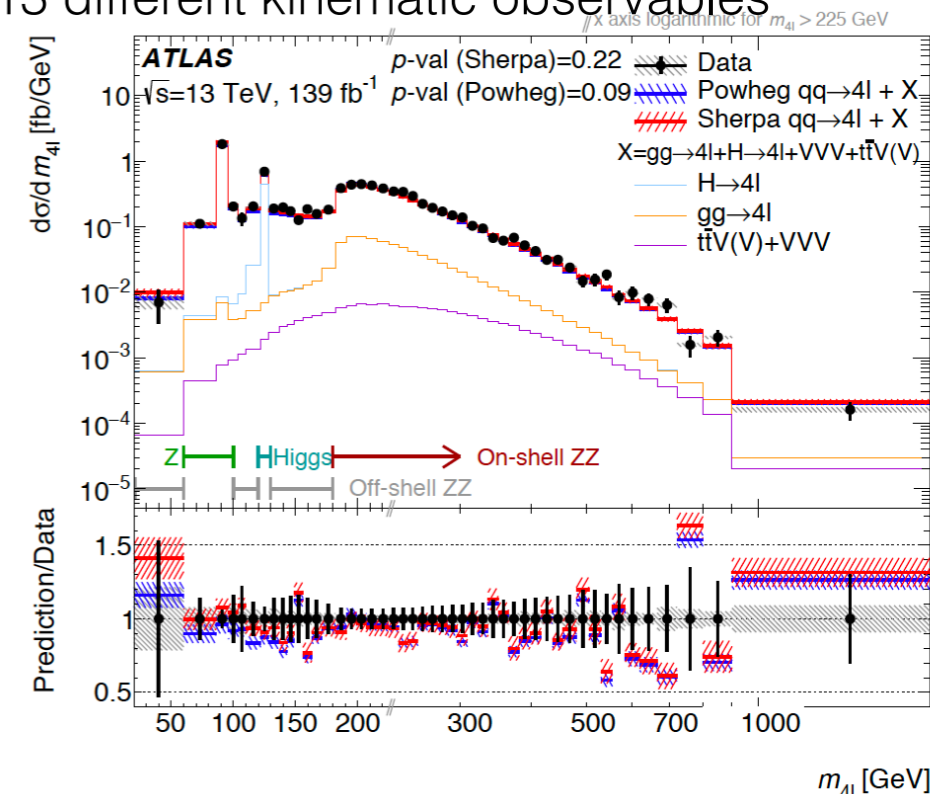 13 different kinematic observables
x axis logarithmic for m4l > 225 GeV
ATLAS
√s=13 TeV, 139 fb-1
p-val (Sherpa)=0.22
p-val (Powheg)=0.09
Data
Powheg qq→4l + X
Sherpa qq→4l + X
X=gg→4l+H→4l+VVV+tt̄V(V)
H→4l
gg→4l
tt̄V(V)+VVV
dσ/dm4l [fb/GeV]
10
1
10−1
10−2
10−3
10−4
10−5
Z
Higgs
On-shell ZZ
Off-shell ZZ
Prediction/Data
1.5
1
0.5
50 100 150 200 300 500 700 1000
m4l [GeV]